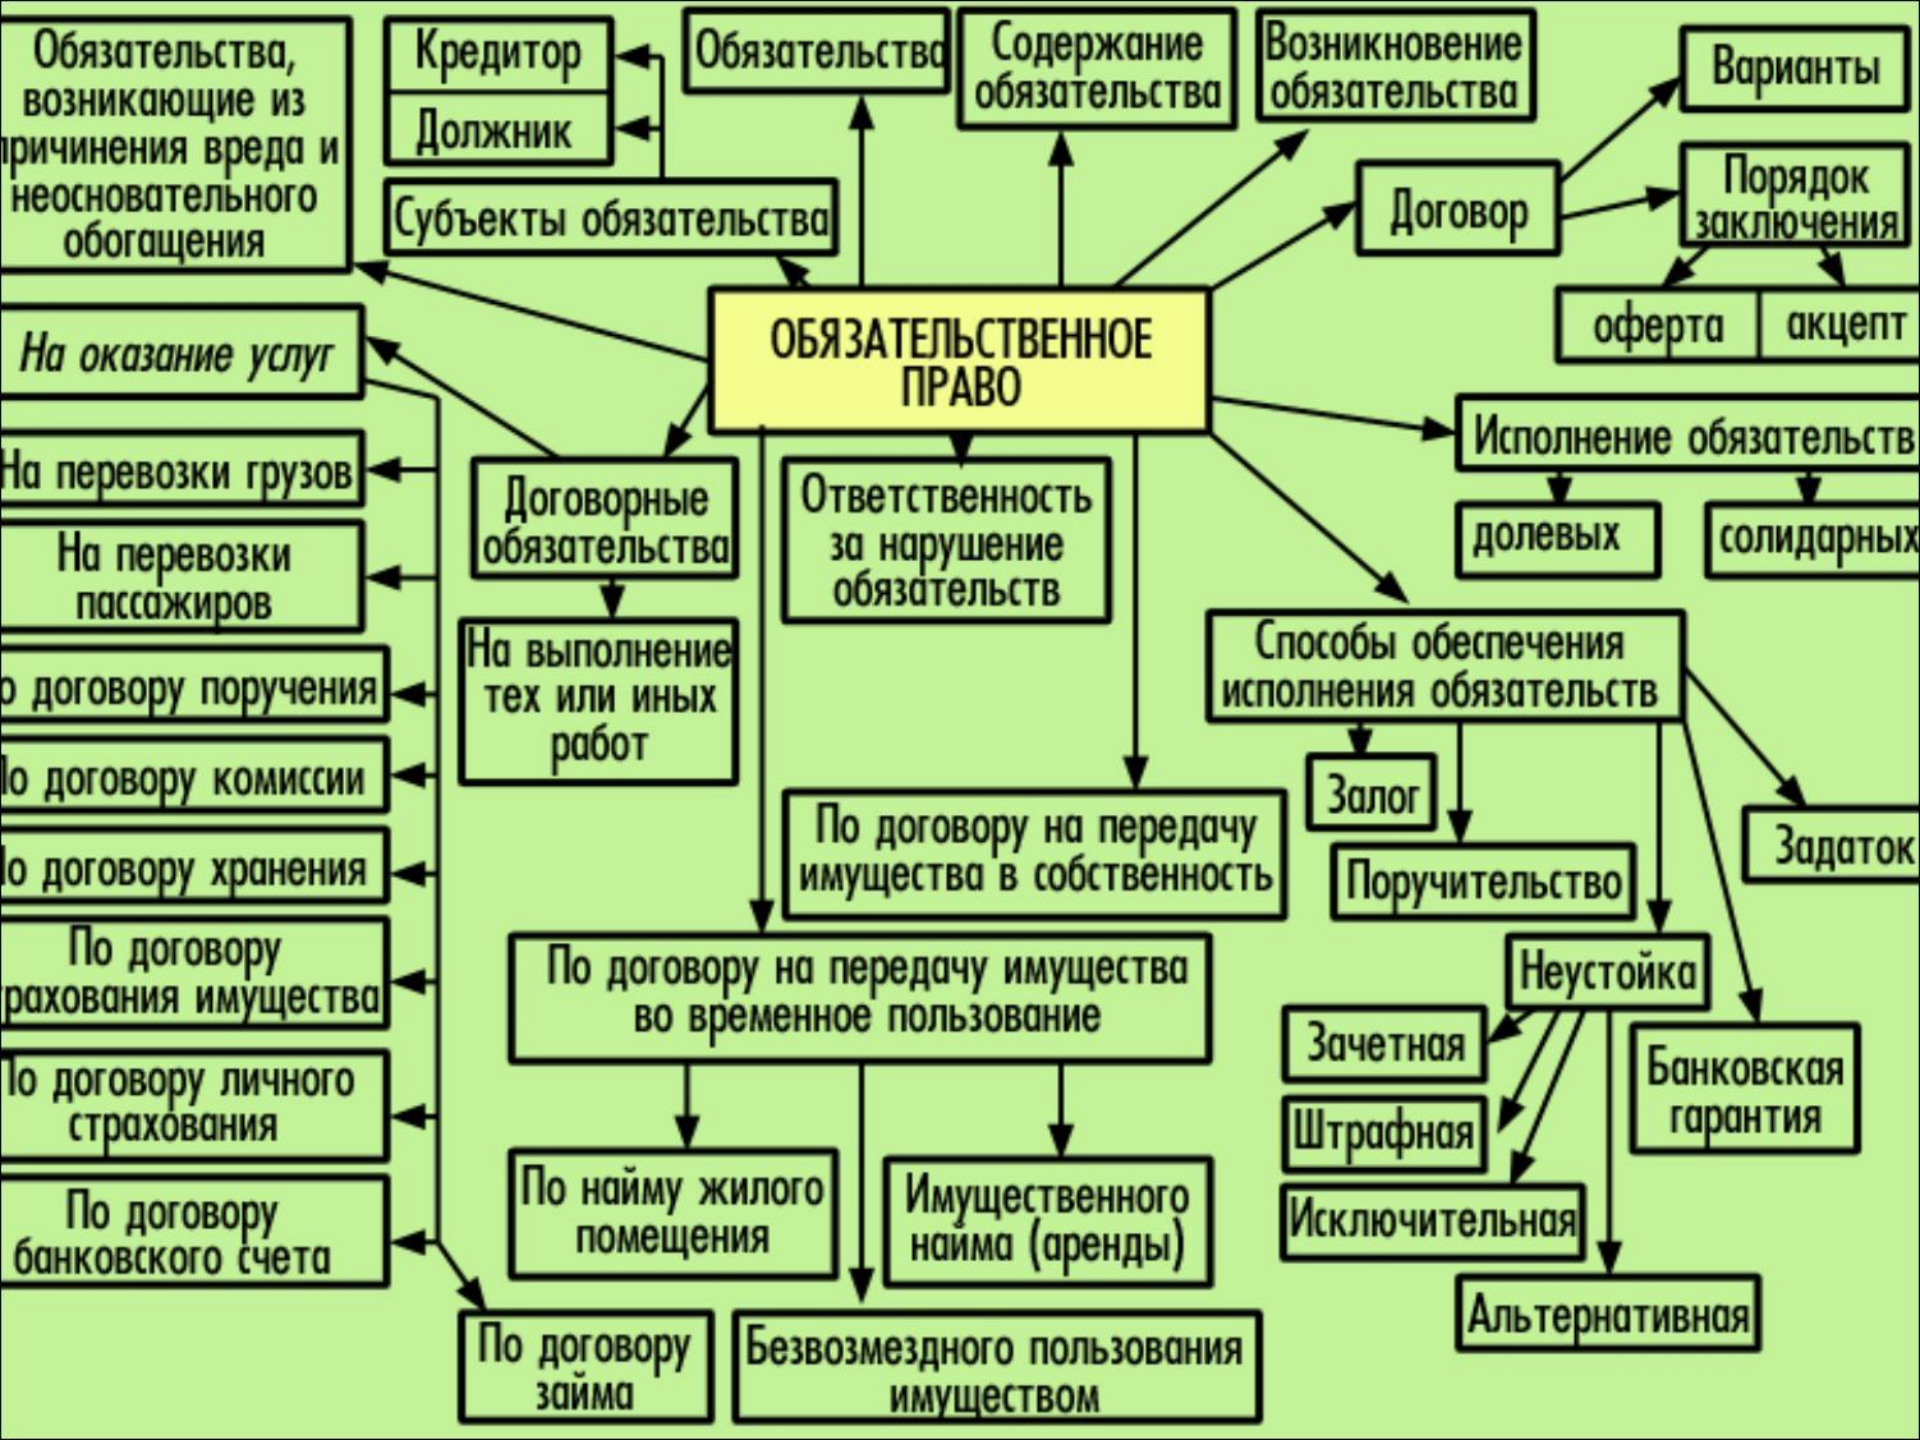 Обязательства,
возникающие из
причинения вреда и
неосновательного
обогащения
Кредитор
Должник
Субъекты обязательства
Обязательства
Содержание
обязательства
Возникновение
обязательства
Договор
Варианты
Порядок
заключения
оферта
акцепт
ОБЯЗАТЕЛЬСТВЕННОЕ
ПРАВО
На оказание услуг
На перевозки грузов
На перевозки
пассажиров
о договору поручения
По договору комиссии
По договору хранения
По договору
рахования имущества
По договору личного
страхования
По договору
банковского счета
По договору
займа
Договорные
обязательства
На выполнение
тех или иных
работ
Ответственность
за нарушение
обязательств
По договору на передачу
имущества в собственность
По договору на передачу имущества
во временное пользование
По найму жилого
помещения
Имущественного
найма (аренды)
Безвозмездного пользования
имуществом
Исполнение обязательств
долевых
солидарных
Способы обеспечения
исполнения обязательств
Залог
Поручительство
Задаток
Неустойка
Зачетная
Штрафная
Исключительная
Альтернативная
Банковская
гарантия